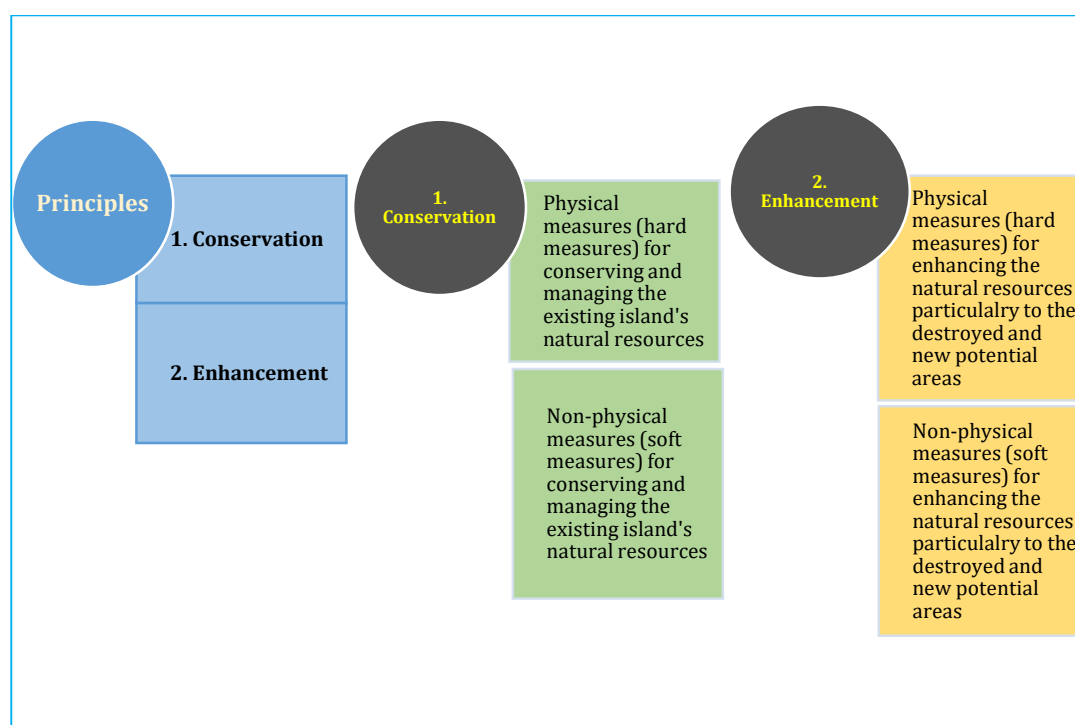 Principles
1. Conservation
2. Enhancement
1.
Conservation
Physical
measures (hard
measures) for
conserving and
managing the
existing island's
natural resources
Non-physical
measures (soft
measures) for
conserving and
managing the
existing island's
natural resources
2.
Enhancement
Physical
measures (hard
measures) for
enhancing the
natural resources
particulalry to the
destroyed and
new potential
areas
Non-physical
measures (soft
measures) for
enhancing the
natural resources
particulalry to the
destroyed and
new potential
areas